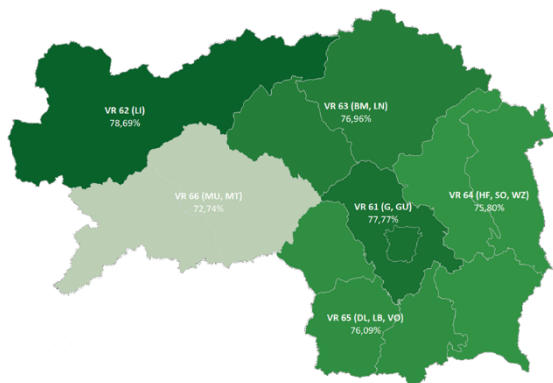 VR 62 (LI)
78,69%
VR 63 (BM, LN)
76,96%
VR 66 (MU, MT)
72,74%
VR 61 (G, GU)
77,77%
VR 64 (HF, SO, WZ)
75,80%
VR 65 (DL, LB, VO)
76,09%